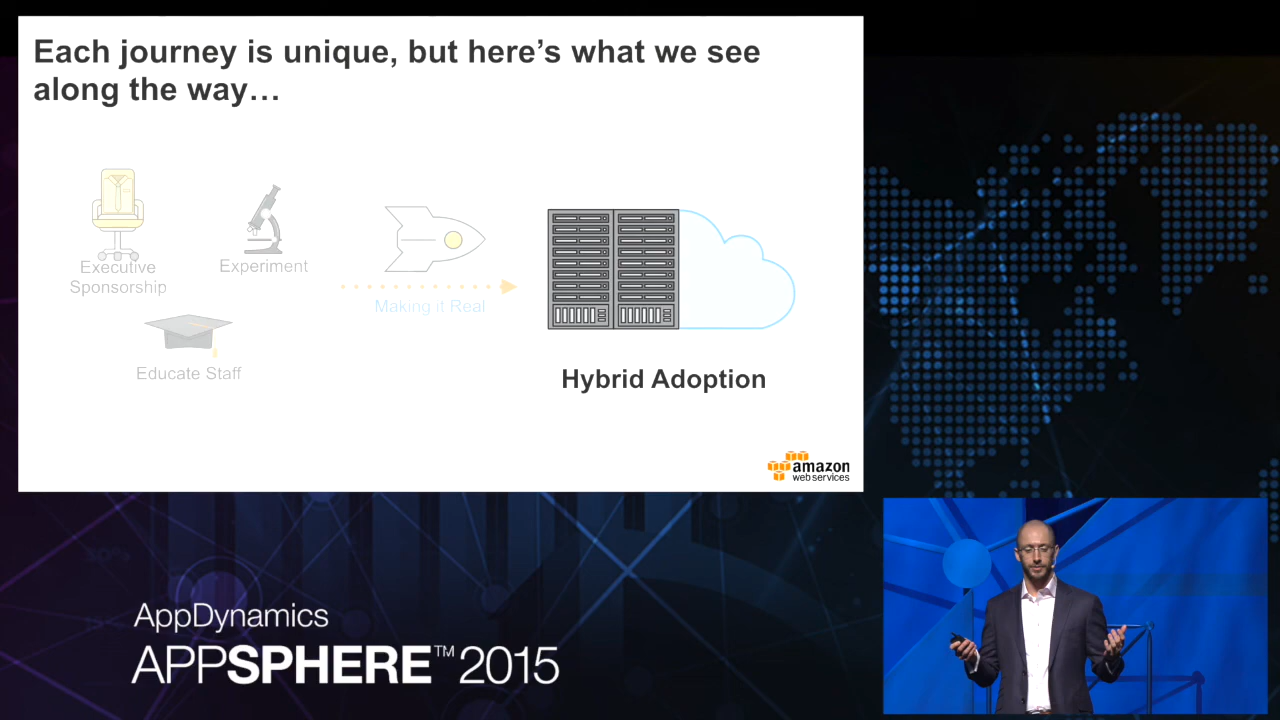 Each journey is unique, but here's what we see
along the way…
Executive
Sponsorship
Experiment
Making it Real
Educate Staff
Hybrid Adoption
amazon
web services
AppDynamics
APPSPHERE™ 2015